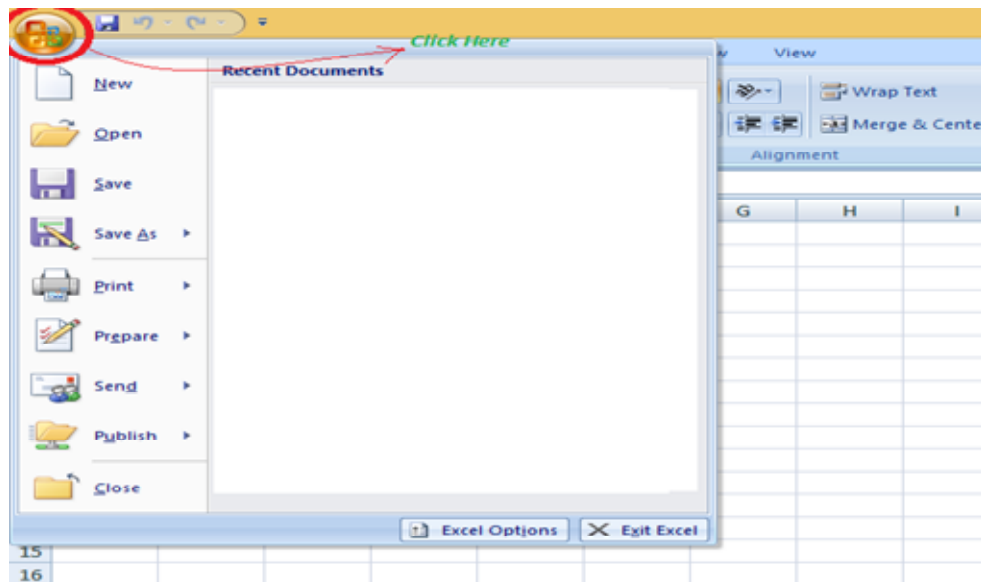 Click Here
View
Recent Documents
New
Open
Save
Save As
Print
Prepare
Send
Publish
Close
Excel Options
Exit Excel
Wrap Text
Merge &
Alignment
G H I
15
16